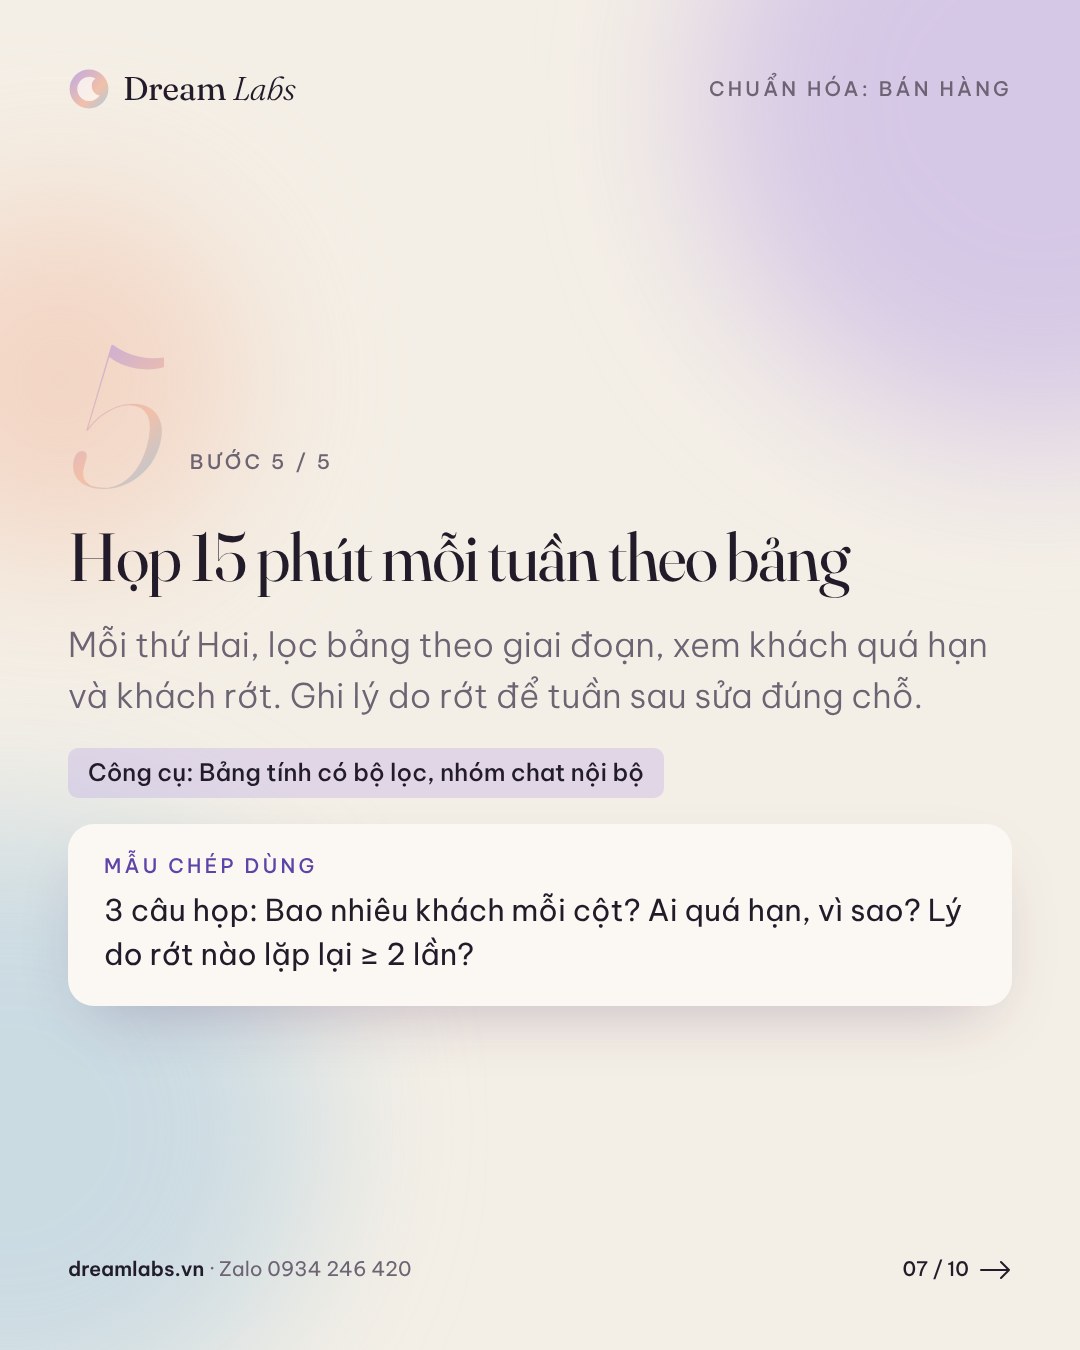 Dream Labs
CHUẨN HÓA: BÁN HÀNG
5
BƯỚC 5 / 5
Họp 15 phút mỗi tuần theo bảng
Mỗi thứ Hai, lọc bảng theo giai đoạn, xem khách quá hạn
và khách rớt. Ghi lý do rớt để tuần sau sửa đúng chỗ.
Công cụ: Bảng tính có bộ lọc, nhóm chat nội bộ
MẪU CHÉP DÙNG
3 câu họp: Bao nhiêu khách mỗi cột? Ai quá hạn, vì sao? Lý
do rớt nào lặp lại ≥ 2 lần?
dreamlabs.vn · Zalo 0934 246 420
07 / 10 →